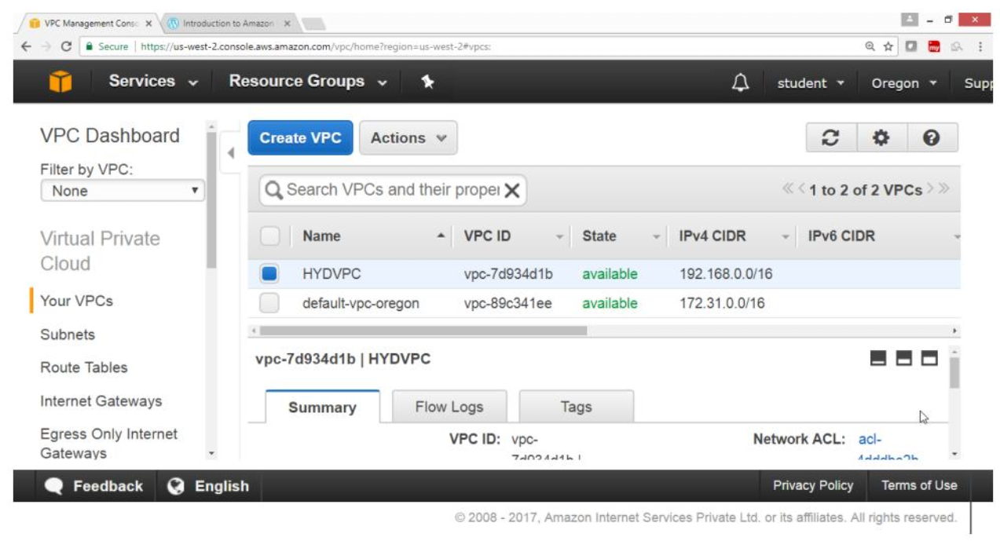 VPC Management Consc
Introduction to Amazon
Secure | https://us-west-2.console.aws.amazon.com/vpc/home?region=us-west-2#vpcs:
my
Services
Resource Groups
student
Oregon
Supp
VPC Dashboard
Filter by VPC:
None
Virtual Private
Cloud
Your VPCs
Subnets
Route Tables
Internet Gateways
Egress Only Internet
Gateways
Create VPC
Actions
Search VPCs and their proper
1 to 2 of 2 VPCs
Name VPC ID State IPv4 CIDR IPv6 CIDR
HYDVPC vpc-7d934d1b available 192.168.0.0/16
default-vpc-oregon vpc-89c341ee available 172.31.0.0/16
vpc-7d934d1b | HYDVPC
Summary
Flow Logs
Tags
VPC ID: vpc-
7d934d1b |
Network ACL: acl-
Feedback
English
Privacy Policy
Terms of Use
© 2008 - 2017, Amazon Internet Services Private Ltd. or its affiliates. All rights reserved.